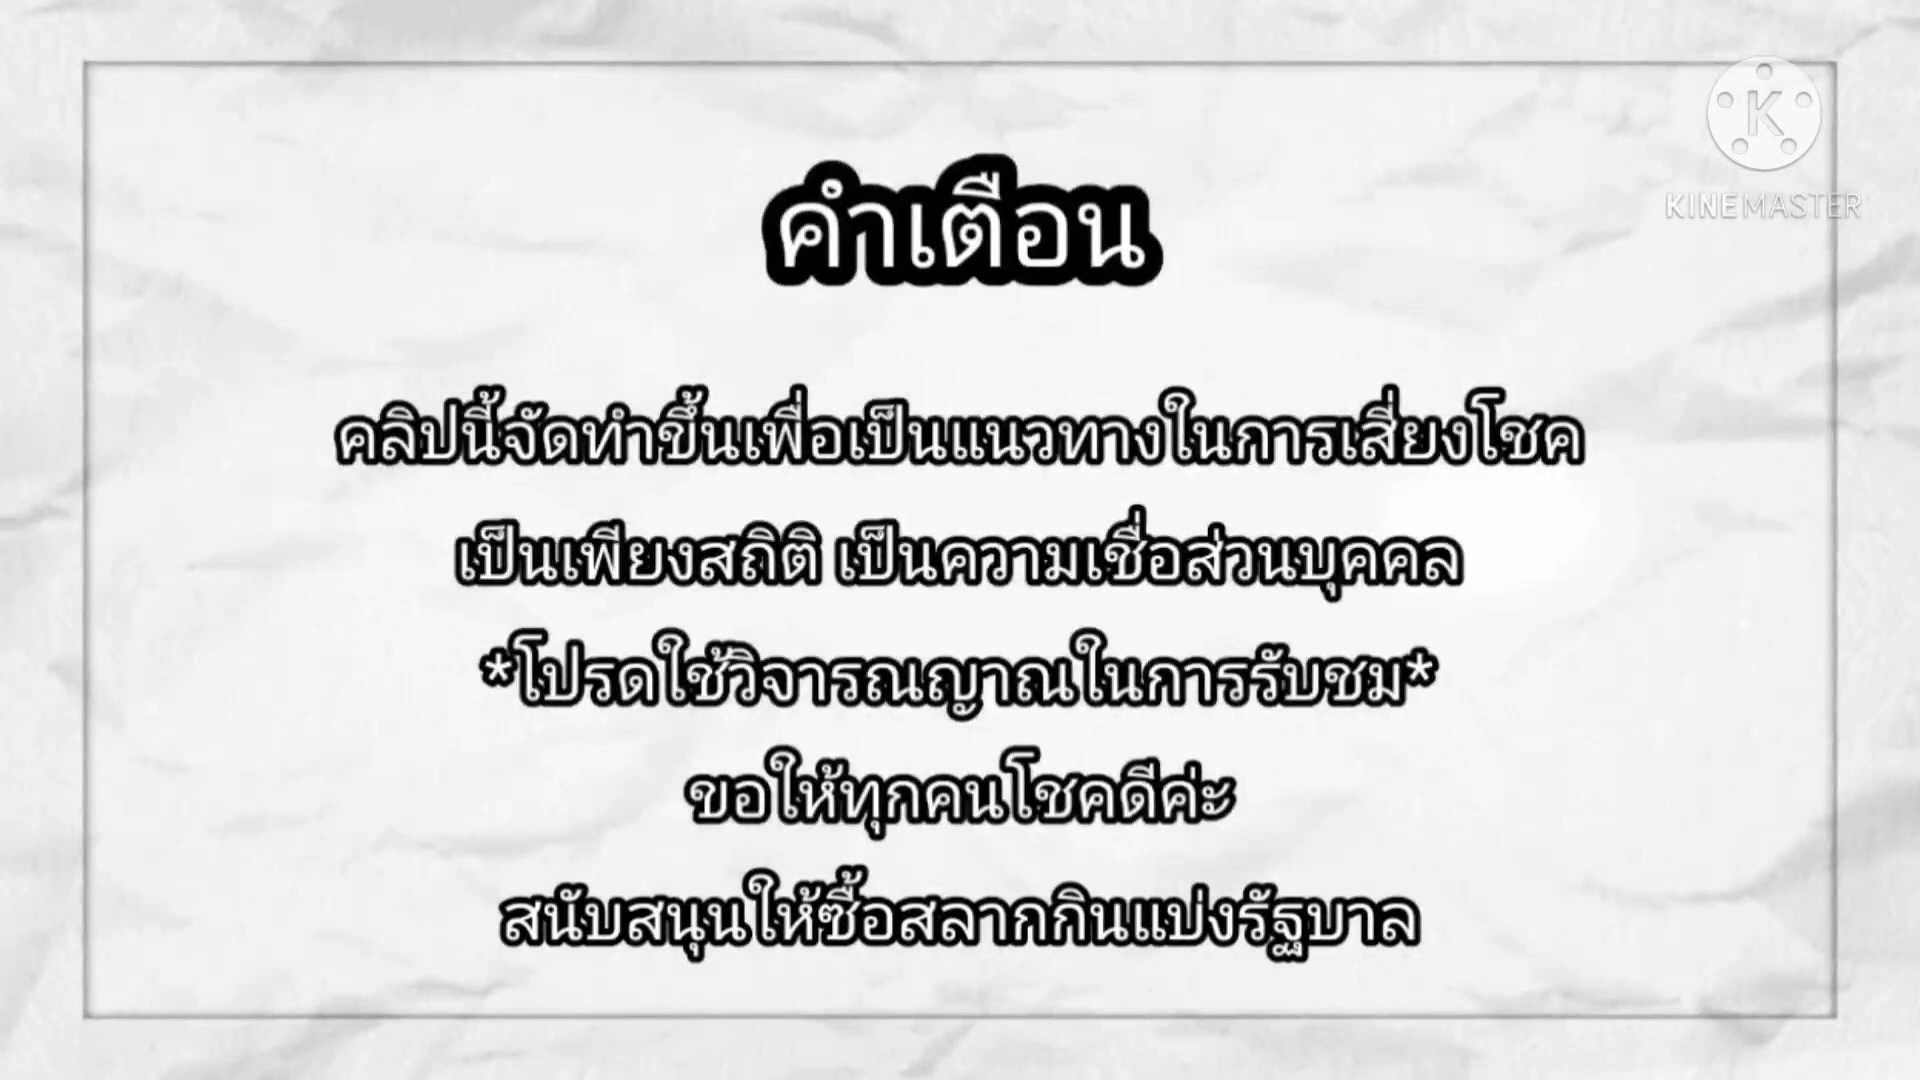 KINEMASTER
คำเตือน
คลิปนี้จัดทำขึ้นเพื่อเป็นแนวทางในการเสี่ยงโชค
เป็นเพียงสถิติ เป็นความเชื่อส่วนบุคคล
*โปรดใช้วิจารณญาณในการรับชม*
ขอให้ทุกคนโชคดีค่ะ
สนับสนุนให้ซื้อสลากกินแบ่งรัฐบาล